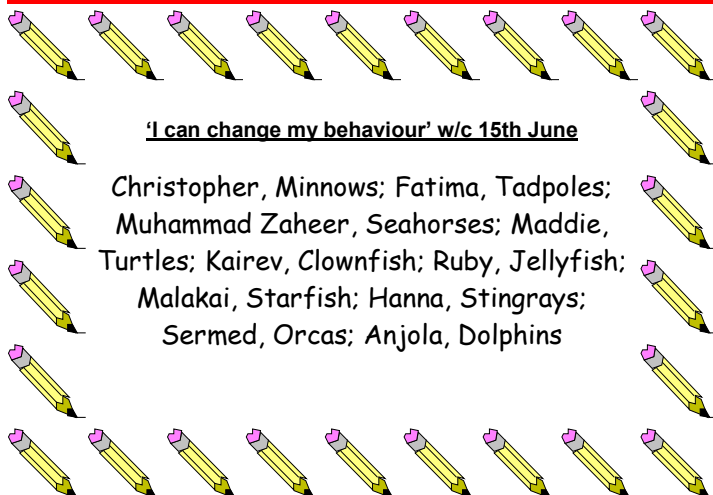 ‘I can change my behaviour’ w/c 15th June
Christopher, Minnows; Fatima, Tadpoles;
Muhammad Zaheer, Seahorses; Maddie,
Turtles; Kairev, Clownfish; Ruby, Jellyfish;
Malakai, Starfish; Hanna, Stingrays;
Sermed, Orcas; Anjola, Dolphins